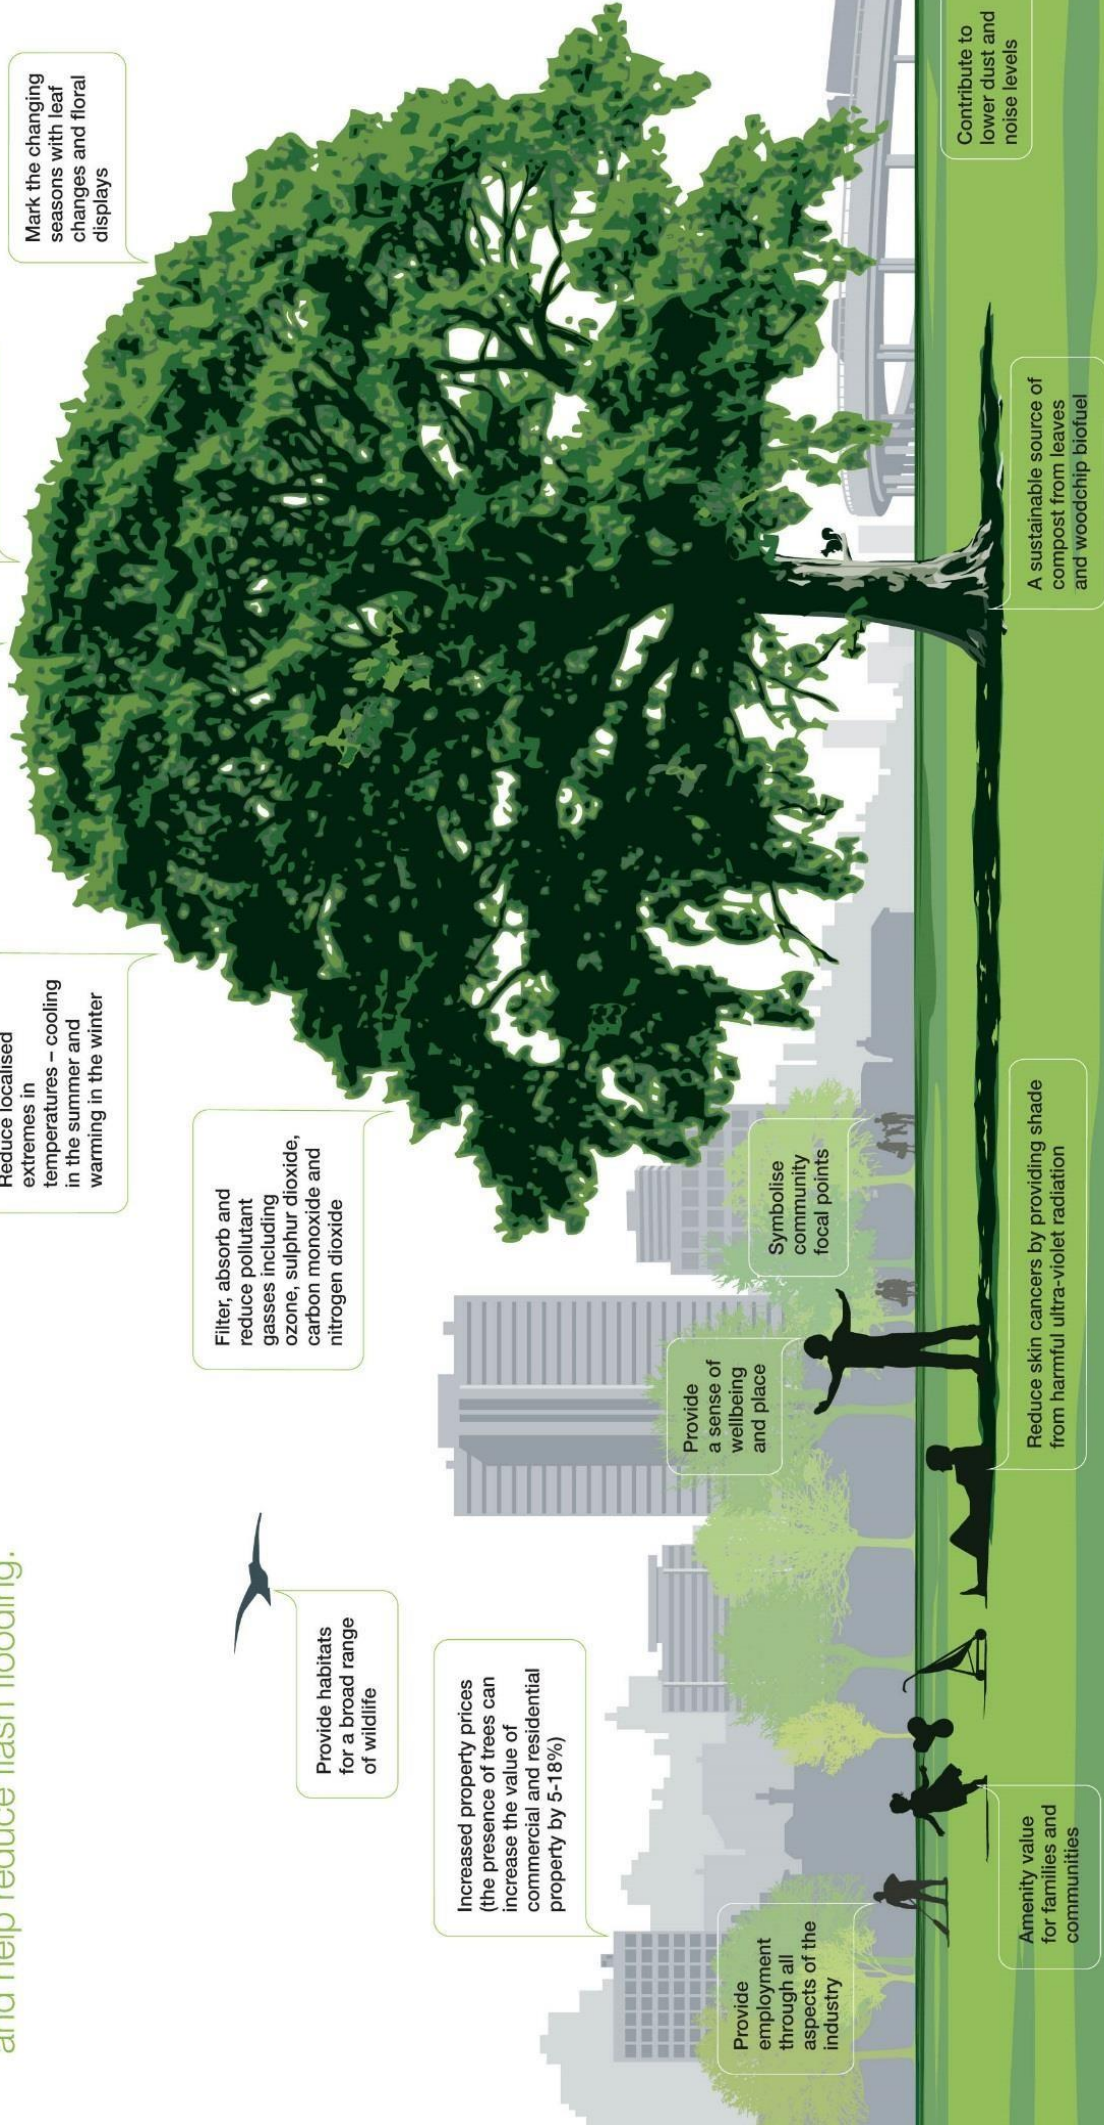 and help reduce flash flooding.
Reduce localised
extremes in
temperatures – cooling
in the summer and
warming in the winter
Mark the changing
seasons with leaf
changes and floral
displays
Filter, absorb and
reduce pollutant
gasses including
ozone, sulphur dioxide,
carbon monoxide and
nitrogen dioxide
Provide habitats
for a broad range
of wildlife
Increased property prices
(the presence of trees can
increase the value of
commercial and residential
property by 5-18%)
Provide
employment
through all
aspects of the
industry
Provide
a sense of
wellbeing
and place
Symbolise
community
focal points
Amenity value
for families and
communities
Reduce skin cancers by providing shade
from harmful ultra-violet radiation
A sustainable source of
compost from leaves
and woodchip biofuel
Contribute to
lower dust and
noise levels